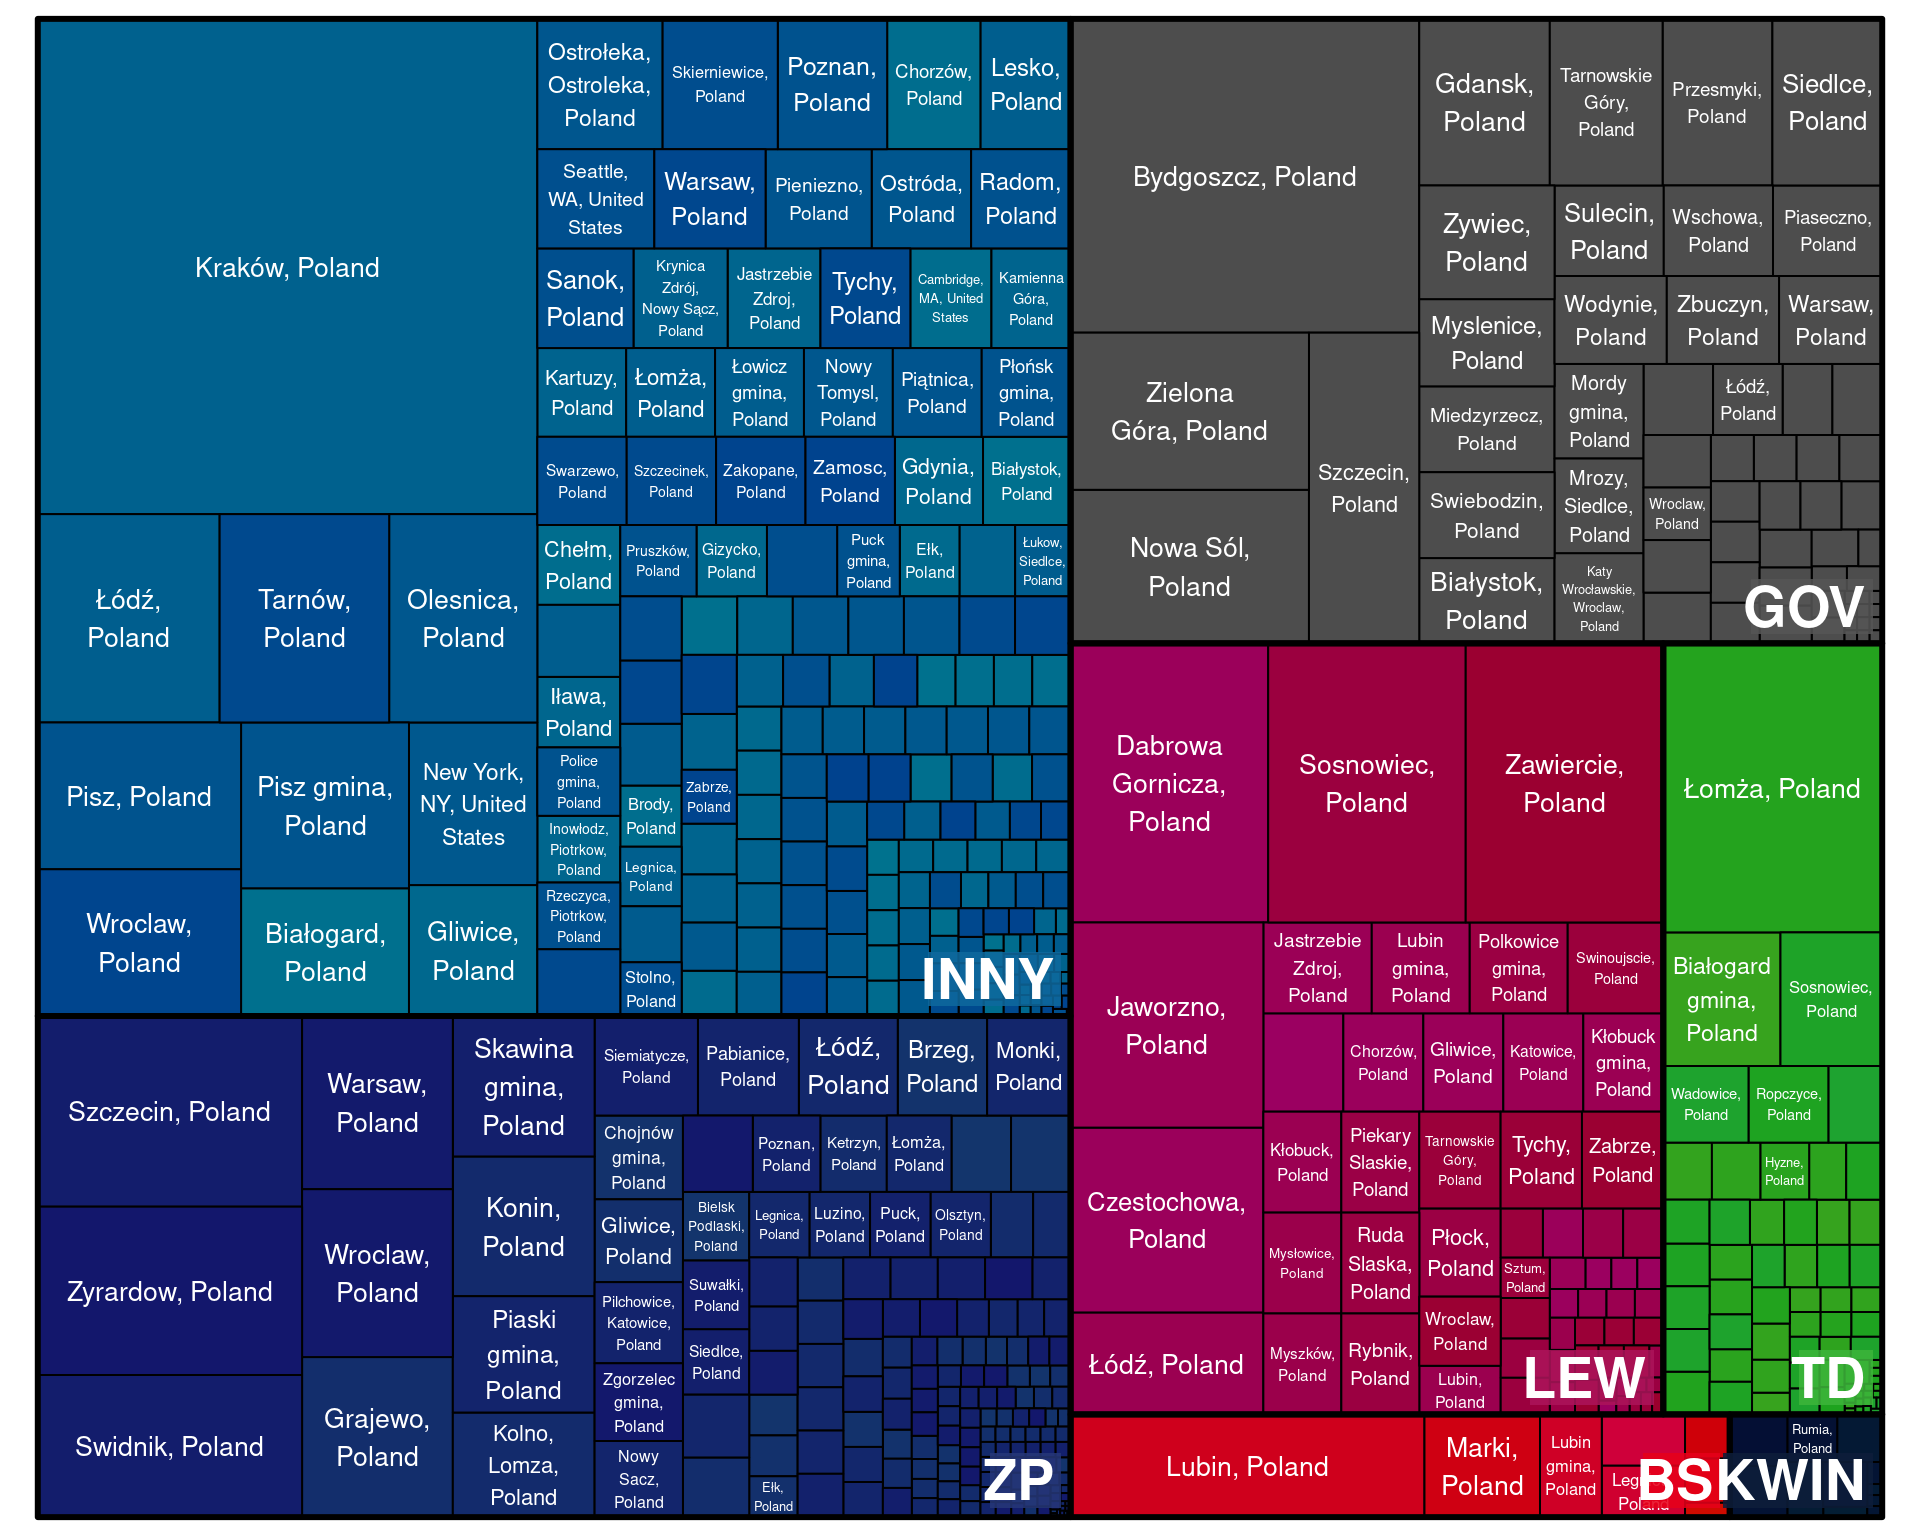 Kraków, Poland
Łódź,
Poland
Tarnów,
Poland
Olesnica,
Poland
Pisz, Poland
Pisz gmina,
Poland
New York,
NY, United
States
Wroclaw,
Poland
Białogard,
Poland
Gliwice,
Poland
Ostrołeka,
Ostroleka,
Poland
Skierniewice,
Poland
Poznan,
Poland
Chorzów,
Poland
Lesko,
Poland
Seattle,
WA, United
States
Warsaw,
Poland
Pieniezno,
Poland
Ostróda,
Poland
Radom,
Poland
Sanok,
Poland
Krynica
Zdrój,
Nowy Sącz,
Poland
Jastrzebie
Zdroj,
Poland
Tychy,
Poland
Cambridge,
MA, United
States
Kamienna
Góra,
Poland
Kartuzy,
Poland
Łomża,
Poland
Łowicz
gmina,
Poland
Nowy
Tomysl,
Poland
Piątnica,
Poland
Płońsk
gmina,
Poland
Swarzewo,
Poland
Szczecinek,
Poland
Zakopane,
Poland
Zamosc,
Poland
Gdynia,
Poland
Białystok,
Poland
Chełm,
Poland
Pruszków,
Poland
Gizycko,
Poland
Puck
gmina,
Poland
Ełk,
Poland
Łukow,
Siedlce,
Poland
Iława,
Poland
Police
gmina,
Poland
Inowłodz,
Piotrkow,
Poland
Rzeczyca,
Piotrkow,
Poland
Zabrze,
Poland
Brody,
Poland
Legnica,
Poland
Stolno,
Poland
INNY
Bydgoszcz, Poland
Zielona
Góra, Poland
Nowa Sól,
Poland
Szczecin,
Poland
Gdansk,
Poland
Tarnowskie
Góry,
Poland
Przesmyki,
Poland
Siedlce,
Poland
Zywiec,
Poland
Sulecin,
Poland
Wschowa,
Poland
Piaseczno,
Poland
Myslenice,
Poland
Wodynie,
Poland
Zbuczyn,
Poland
Warsaw,
Poland
Miedzyrzecz,
Poland
Mordy
gmina,
Poland
Łódź,
Poland
Swiebodzin,
Poland
Mrozy,
Siedlce,
Poland
Wroclaw,
Poland
Białystok,
Poland
Katy
Wrocławskie,
Wroclaw,
Poland
GOV
Dabrowa
Gornicza,
Poland
Sosnowiec,
Poland
Zawiercie,
Poland
Jaworzno,
Poland
Czestochowa,
Poland
Łódź, Poland
Jastrzebie
Zdroj,
Poland
Lubin
gmina,
Poland
Polkowice
gmina,
Poland
Swinoujscie,
Poland
Chorzów,
Poland
Gliwice,
Poland
Katowice,
Poland
Kłobuck
gmina,
Poland
Kłobuck,
Poland
Piekary
Slaskie,
Poland
Tarnowskie
Góry,
Poland
Tychy,
Poland
Zabrze,
Poland
Mysłowice,
Poland
Ruda
Slaska,
Poland
Płock,
Poland
Sztum,
Poland
Wroclaw,
Poland
Myszków,
Poland
Rybnik,
Poland
Lubin,
Poland
LEW
Łomża, Poland
Białogard
gmina,
Poland
Sosnowiec,
Poland
Wadowice,
Poland
Ropczyce,
Poland
Hyzne,
Poland
TD
Szczecin, Poland
Zyrardow, Poland
Swidnik, Poland
Warsaw,
Poland
Wroclaw,
Poland
Grajewo,
Poland
Skawina
gmina,
Poland
Konin,
Poland
Piaski
gmina,
Poland
Kolno,
Lomza,
Poland
Siemiatycze,
Poland
Pabianice,
Poland
Łódź,
Poland
Brzeg,
Poland
Monki,
Poland
Chojnów
gmina,
Poland
Poznan,
Poland
Ketrzyn,
Poland
Łomża,
Poland
Gliwice,
Poland
Bielsk
Podlaski,
Poland
Legnica,
Poland
Luzino,
Poland
Puck,
Poland
Olsztyn,
Poland
Pilchowice,
Katowice,
Poland
Suwałki,
Poland
Siedlce,
Poland
Zgorzelec
gmina,
Poland
Nowy
Sacz,
Poland
Ełk,
Poland
ZP
Lubin, Poland
Marki,
Poland
Lubin
gmina,
Poland
Rumia,
Poland
BSKWIN